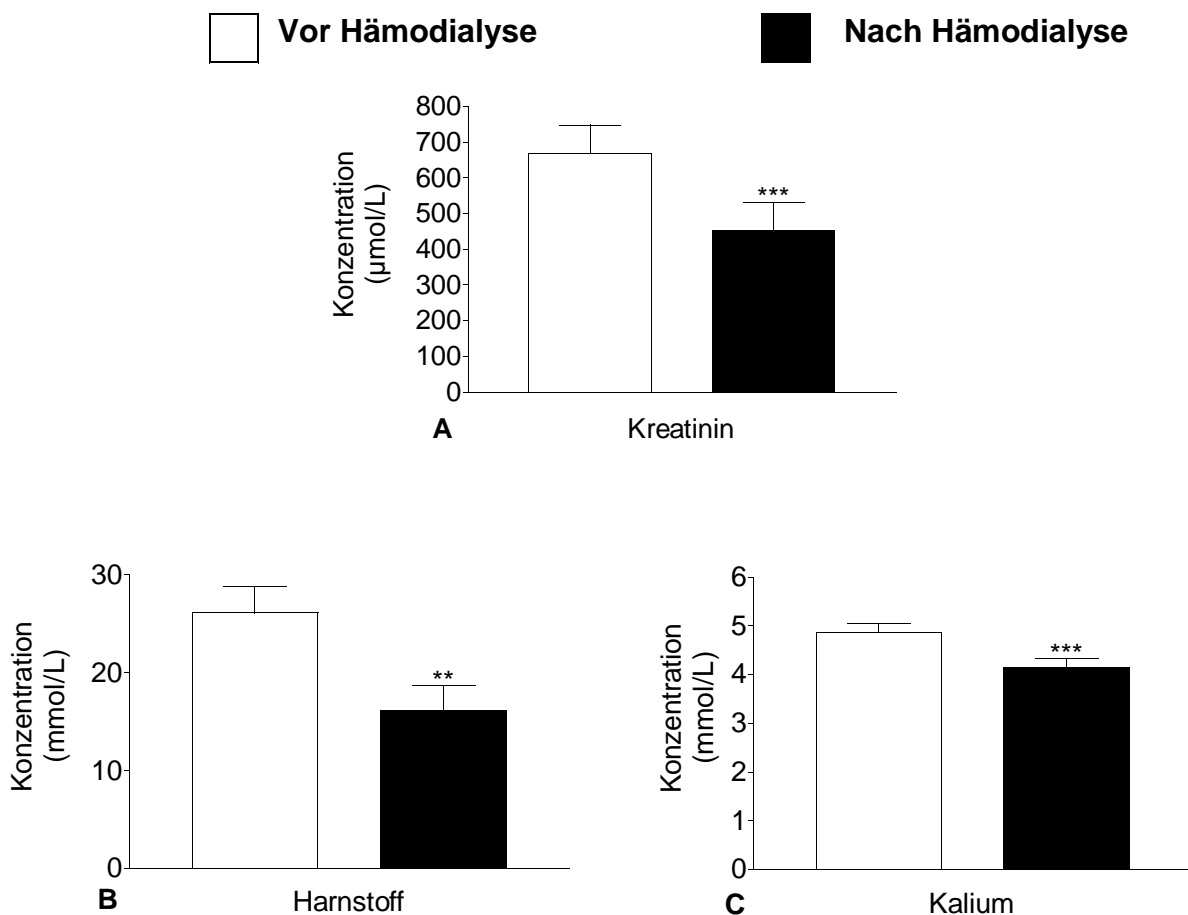 Vor Hämodialyse
Nach Hämodialyse
Konzentration
(µmol/L)
800
700
600
500
400
300
200
100
0
***
A
Kreatinin
Konzentration
(mmol/L)
30
20
10
0
**
B
Harnstoff
Konzentration
(mmol/L)
6
5
4
3
2
1
0
***
C
Kalium